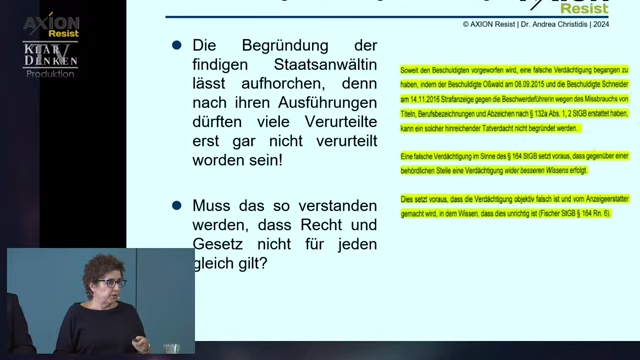 AXION
Resist
KLAR
DENKEN
TV
Produktion
AXION
Resist
© AXION Resist | Dr. Andrea Christidis | 2024
Die Begründung der
findigen Staatsanwältin
lässt aufhorchen, denn
nach ihren Ausführungen
dürften viele Verurteilte
erst gar nicht verurteilt
worden sein!
Muss das so verstanden
werden, dass Recht und
Gesetz nicht für jeden
gleich gilt?
Soweit den Beschuldigten vorgeworfen wird, eine falsche Verdächtigung begangen zu
haben, indem der Beschuldigte Oßwald am 08.09.2015 und die Beschuldigte Schneider
am 14.11.2016 Strafanzeige gegen die Beschwerdeführerin wegen des Missbrauchs von
Titeln, Berufsbezeichnungen und Abzeichen nach § 132a Abs. 1, 2 StGB erstattet haben,
kann ein solcher hinreichender Tatverdacht nicht begründet werden.
Eine falsche Verdächtigung im Sinne des § 164 StGB setzt voraus, dass gegenüber einer
behördlichen Stelle eine Verdächtigung wider besseren Wissens erfolgt.
Dies setzt voraus, dass die Verdächtigung objektiv falsch ist und vom Anzeigeerstatter
gemacht wird, in dem Wissen, dass dies unrichtig ist (Fischer StGB § 164 Rn. 6).